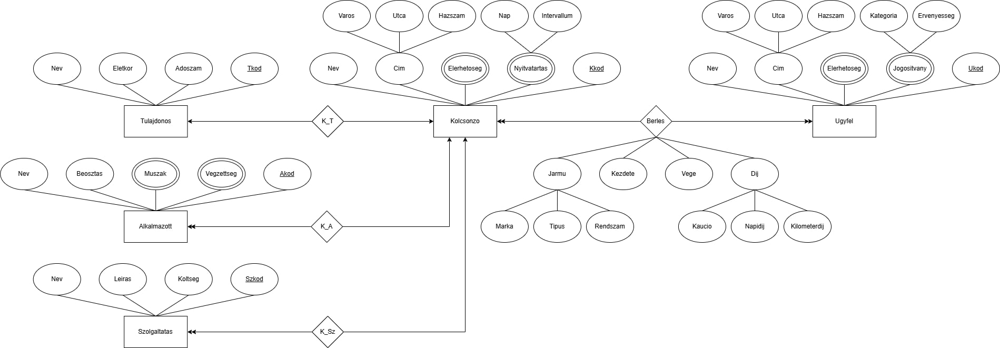 Varos Utca Hazszam Nap Intervallum Varos Utca Hazszam Kategoria Ervenyesseg
Nev Eletkor Adoszam Tkod Nev Cim Elerhetoseg Nyitvatartas Kkod Nev Cim Elerhetoseg Jogositvany Ukod
Tulajdonos K_T Kolcsonzo Berles Ugyfel
Nev Beosztas Muszak Vegzettseg Akod Jarmu Kezdete Vege Dij
Alkalmazott K_A Marka Tipus Rendszam Kaucio Napidij Kilometerdij
Nev Leiras Koltseg Szkod
Szolgaltatas K_Sz